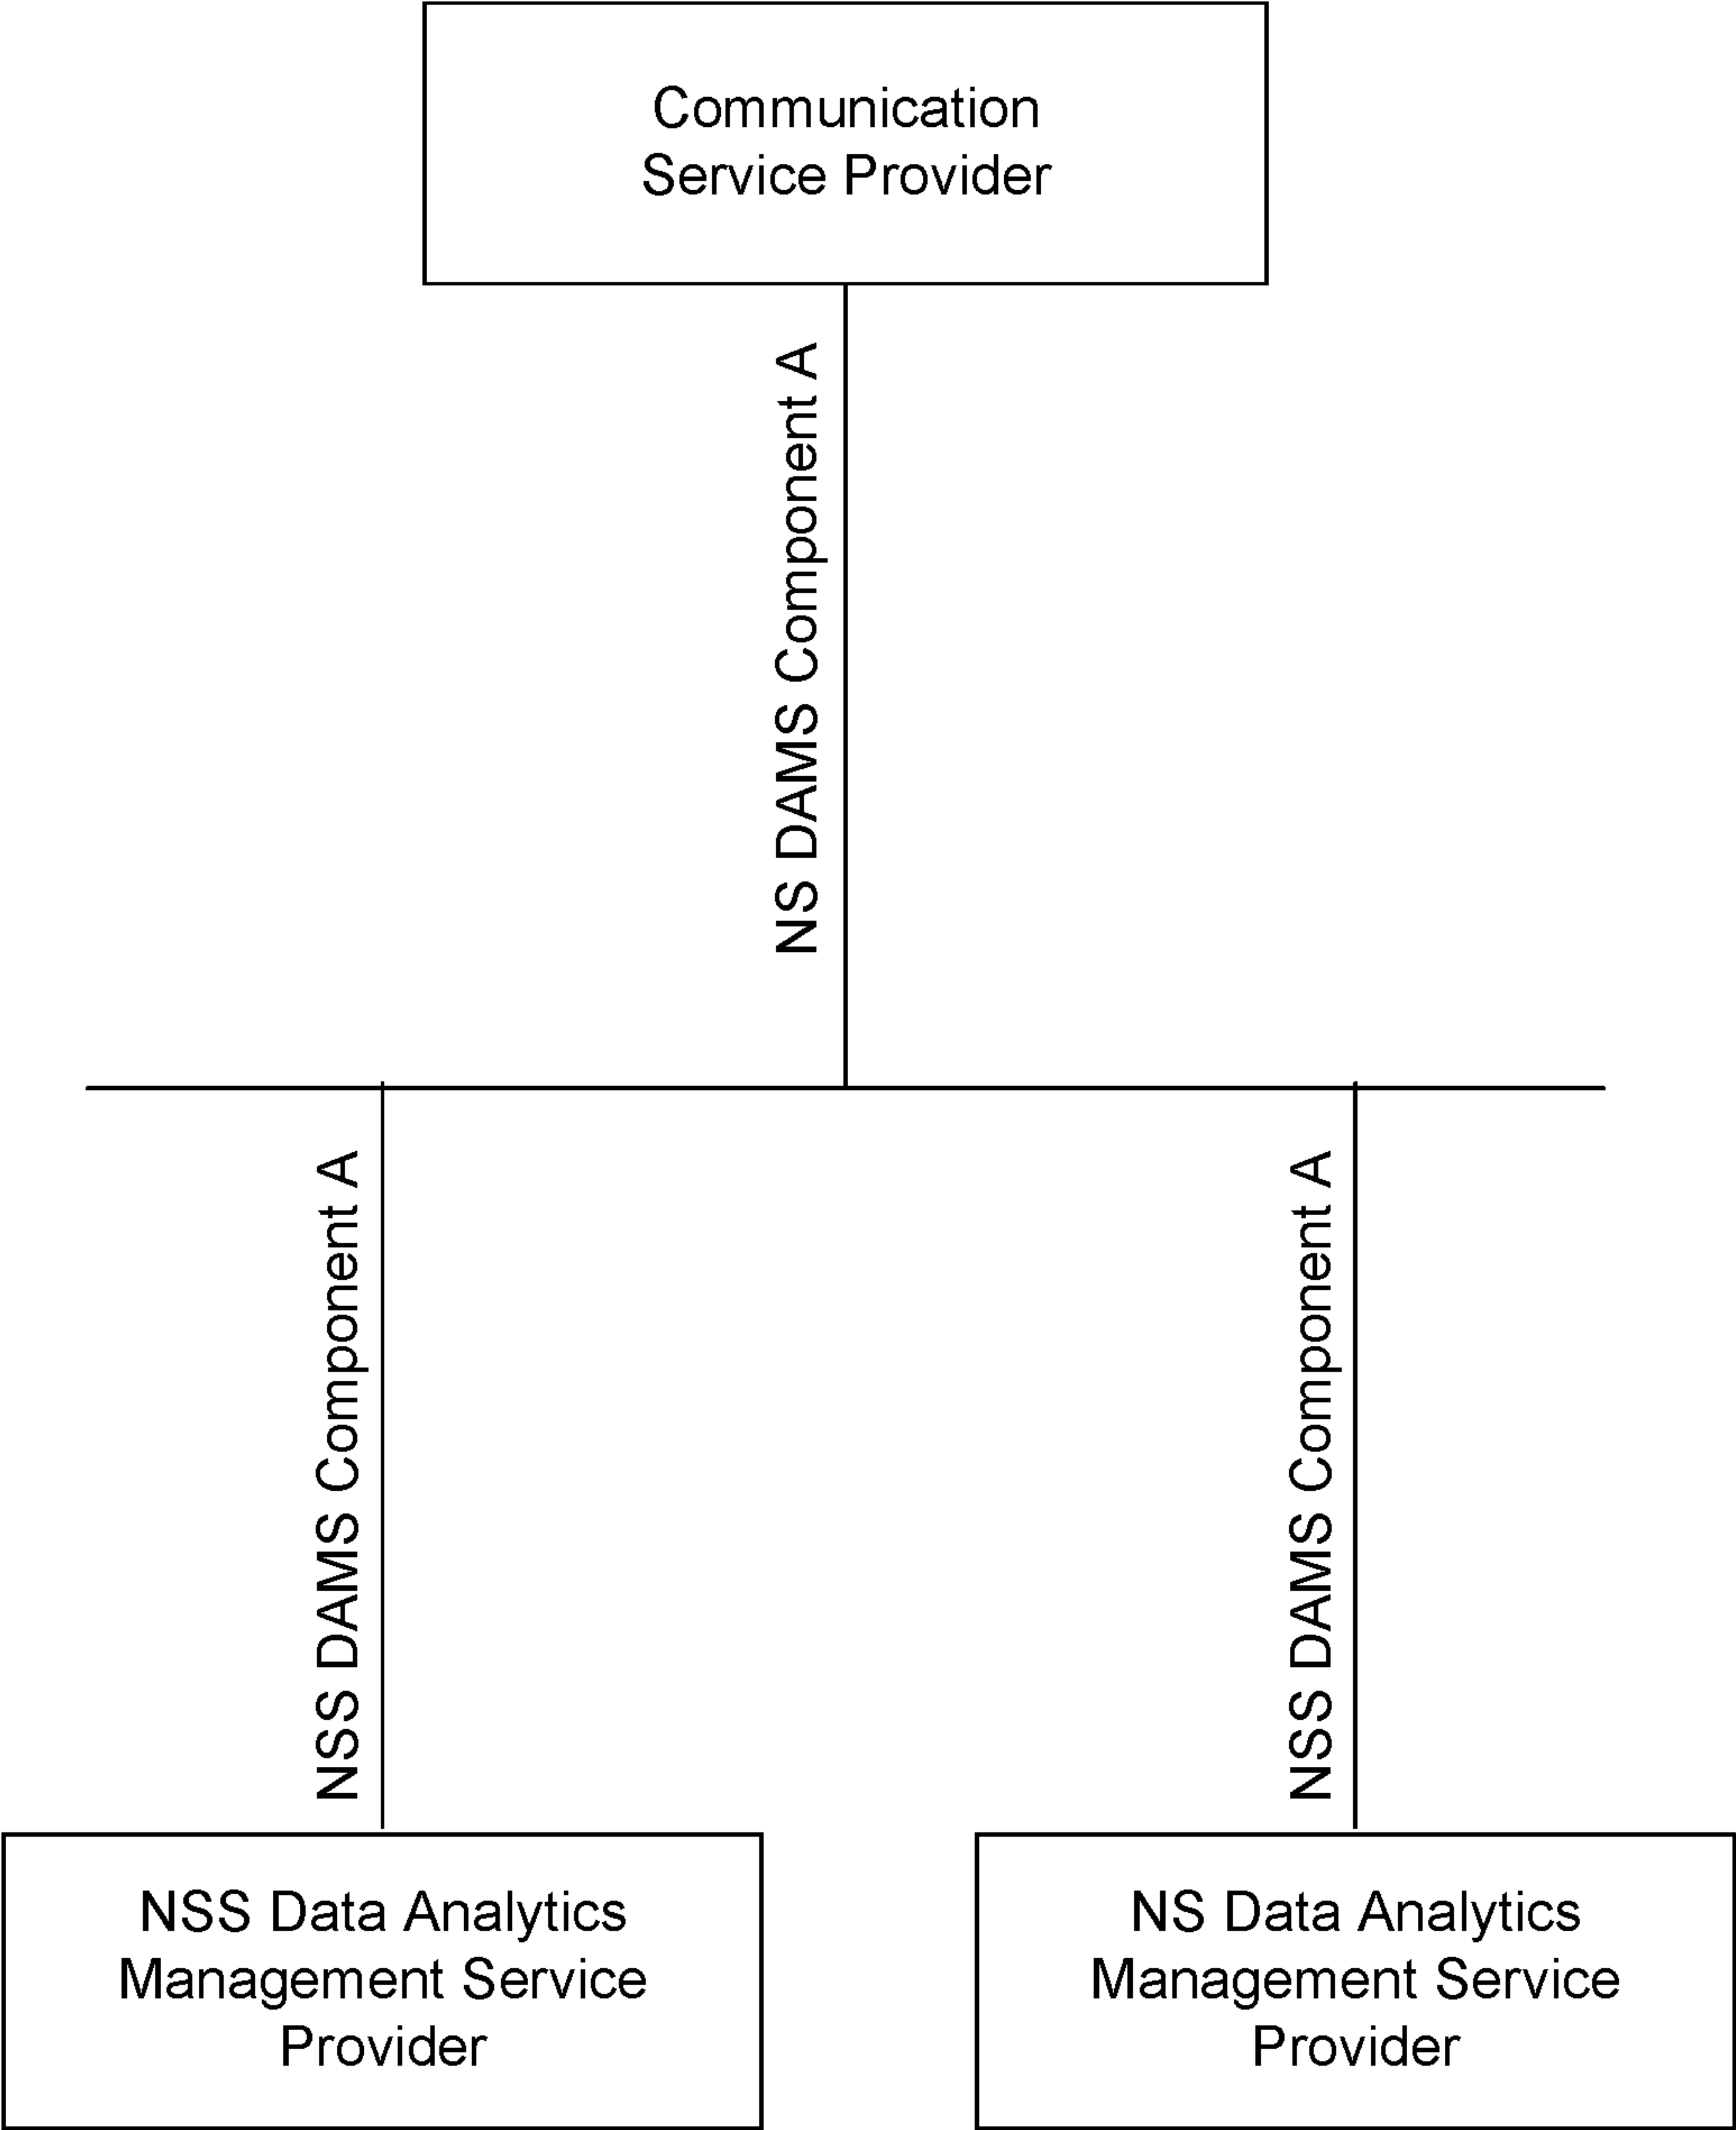 Communication
Service Provider
NS DAMS Component A
NSS DAMS Component A
NSS DAMS Component A
NSS Data Analytics
Management Service
Provider
NS Data Analytics
Management Service
Provider